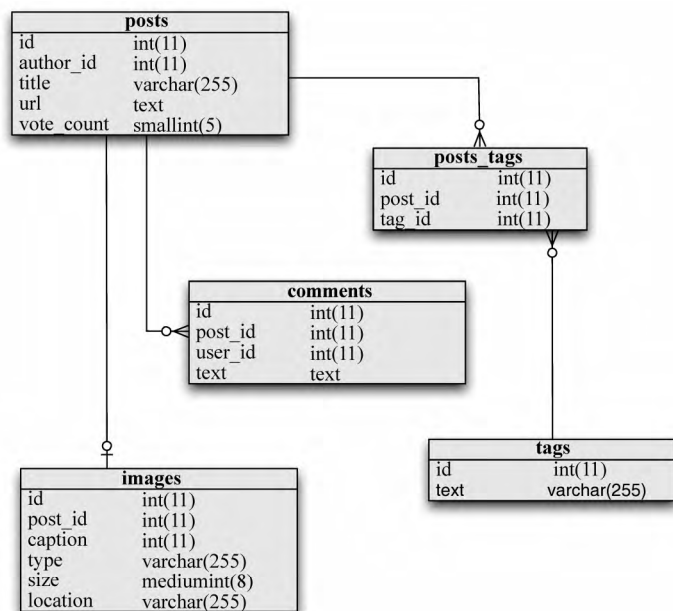 posts
id int(11)
author_id int(11)
title varchar(255)
url text
vote_count smallint(5)
posts_tags
id int(11)
post_id int(11)
tag_id int(11)
comments
id int(11)
post_id int(11)
user_id int(11)
text text
tags
id int(11)
text varchar(255)
images
id int(11)
post_id int(11)
caption int(11)
type varchar(255)
size mediumint(8)
location varchar(255)